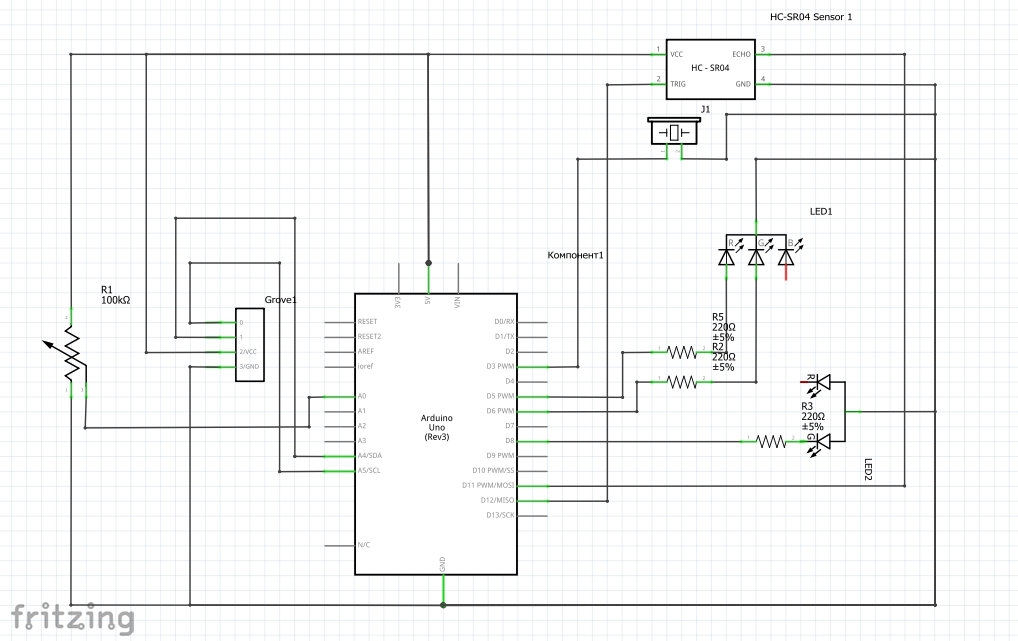 HC-SR04 Sensor 1
1
VCC
ECHO
3
HC - SR04
2
TRIG
GND
4
J1
LED1
R
G
B
Компонент1
R1
100kΩ
Grove1
0
1
2/VCC
3/GND
3V3
5V
VIN
RESET
RESET2
AREF
ioref
A0
A1
A2
A3
A4/SDA
A5/SCL
N/C
Arduino
Uno
(Rev3)
D0/RX
D1/TX
D2
D3 PWM
D4
D5 PWM
D6 PWM
D7
D8
D9 PWM
D10 PWM/SS
D11 PWM/MOSI
D12/MISO
D13/SCK
GND
R5
220Ω
±5%
R2
220Ω
±5%
R
R3
220Ω
±5%
G
LED2
fritzing